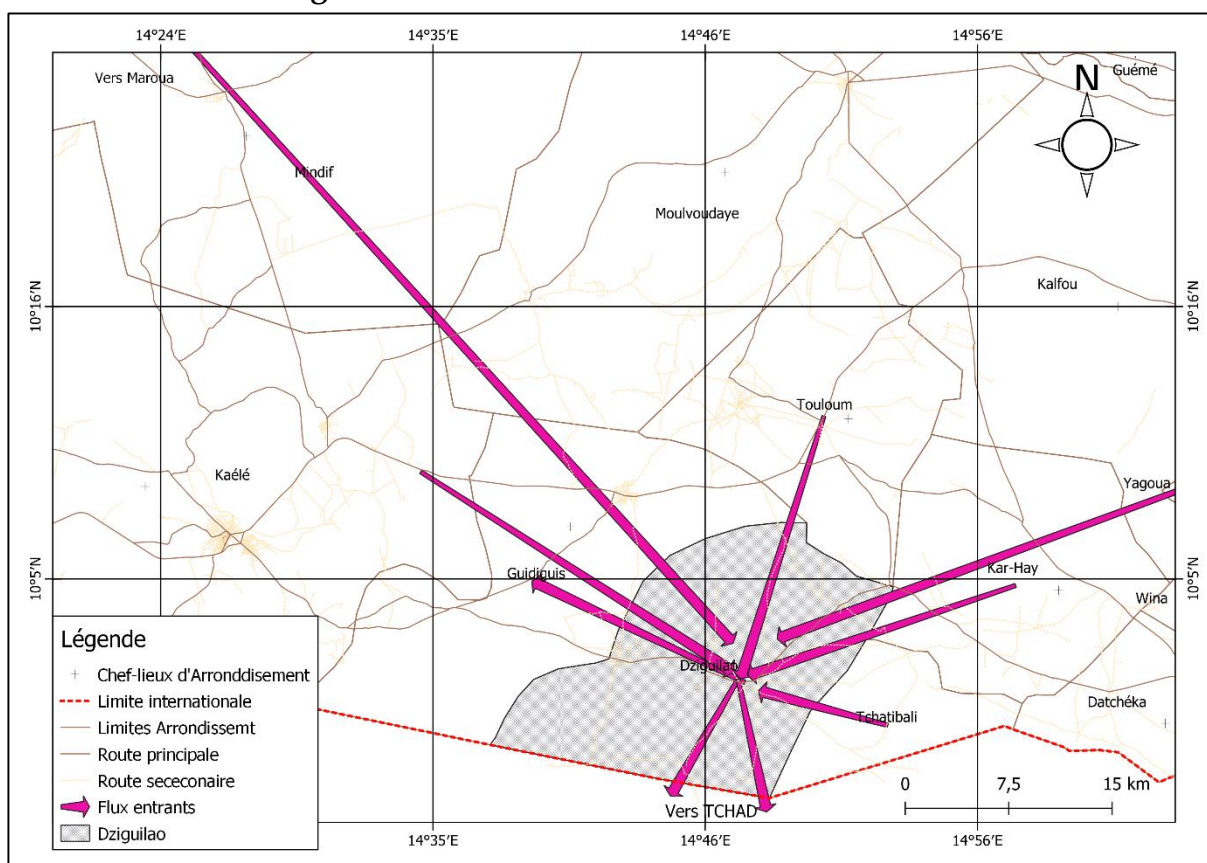 14°24′E 14°35′E 14°46′E 14°56′E
Vers Maroua
Guémé
N
Mindif
Moulvoudaye
Kalfou
10°16′N 10°16′N
Touloum
Kaélé
Yagoua
Guidiguis
Kar-Hay
10°5′N 10°5′N
Wina
Dziguilao
Tchatibali
Datchéka
Vers TCHAD
Légende
Chef-lieux d'Arronddisement
Limite internationale
Limites Arrondissemt
Route principale
Route sececonaire
Flux entrants
Dziguilao
0 7,5 15 km
14°35′E 14°46′E 14°56′E